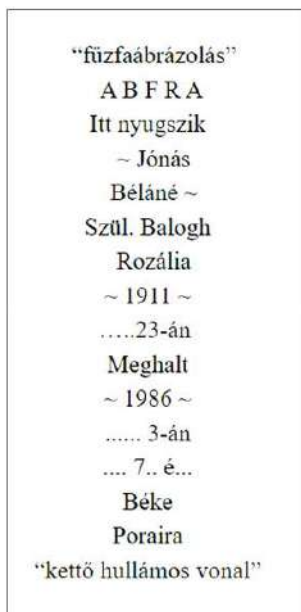 “fűzfaábrázolás”
A B F R A
Itt nyugszik
~ Jónás
Béláné ~
Szül. Balogh
Rozália
~ 1911 ~
…..23-án
Meghalt
~ 1986 ~
...... 3-án
.... 7.. é...
Béke
Poraira
“kettő hullámos vonal”